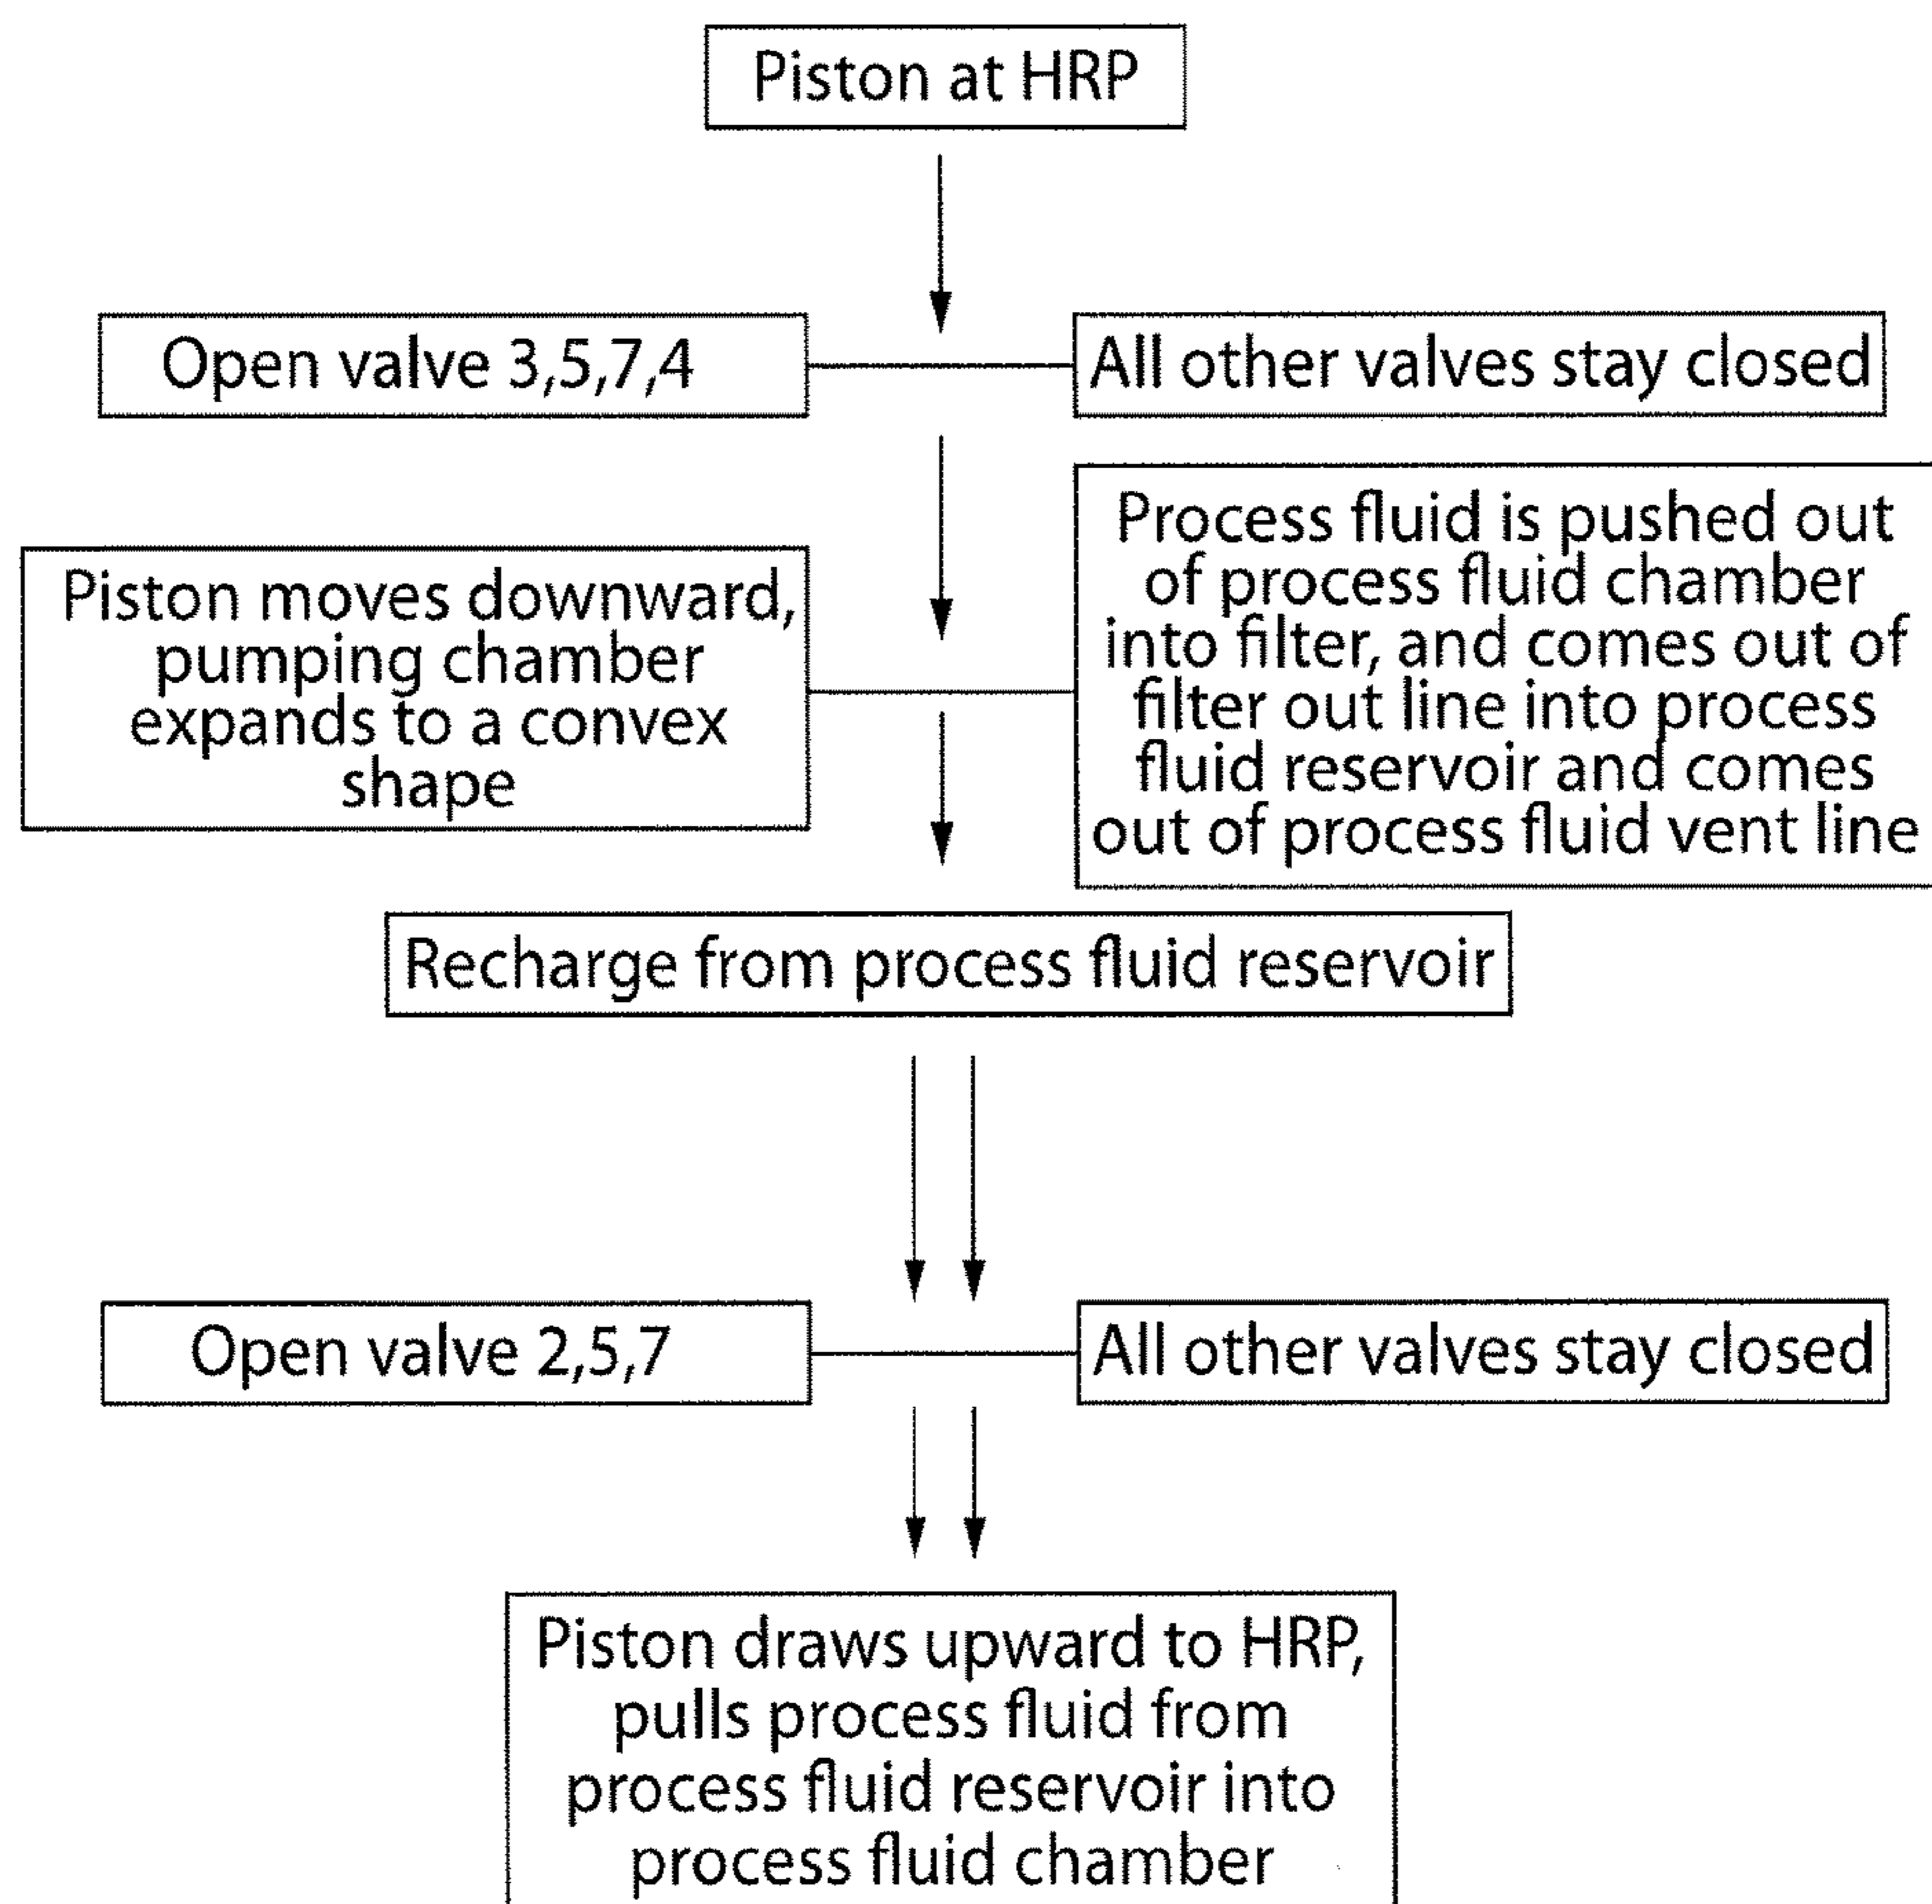 Piston at HRP
Open valve 3,5,7,4
All other valves stay closed
Piston moves downward,
pumping chamber
expands to a convex
shape
Process fluid is pushed out
of process fluid chamber
into filter, and comes out of
filter out line into process
fluid reservoir and comes
out of process fluid vent line
Recharge from process fluid reservoir
Open valve 2,5,7
All other valves stay closed
Piston draws upward to HRP,
pulls process fluid from
process fluid reservoir into
process fluid chamber